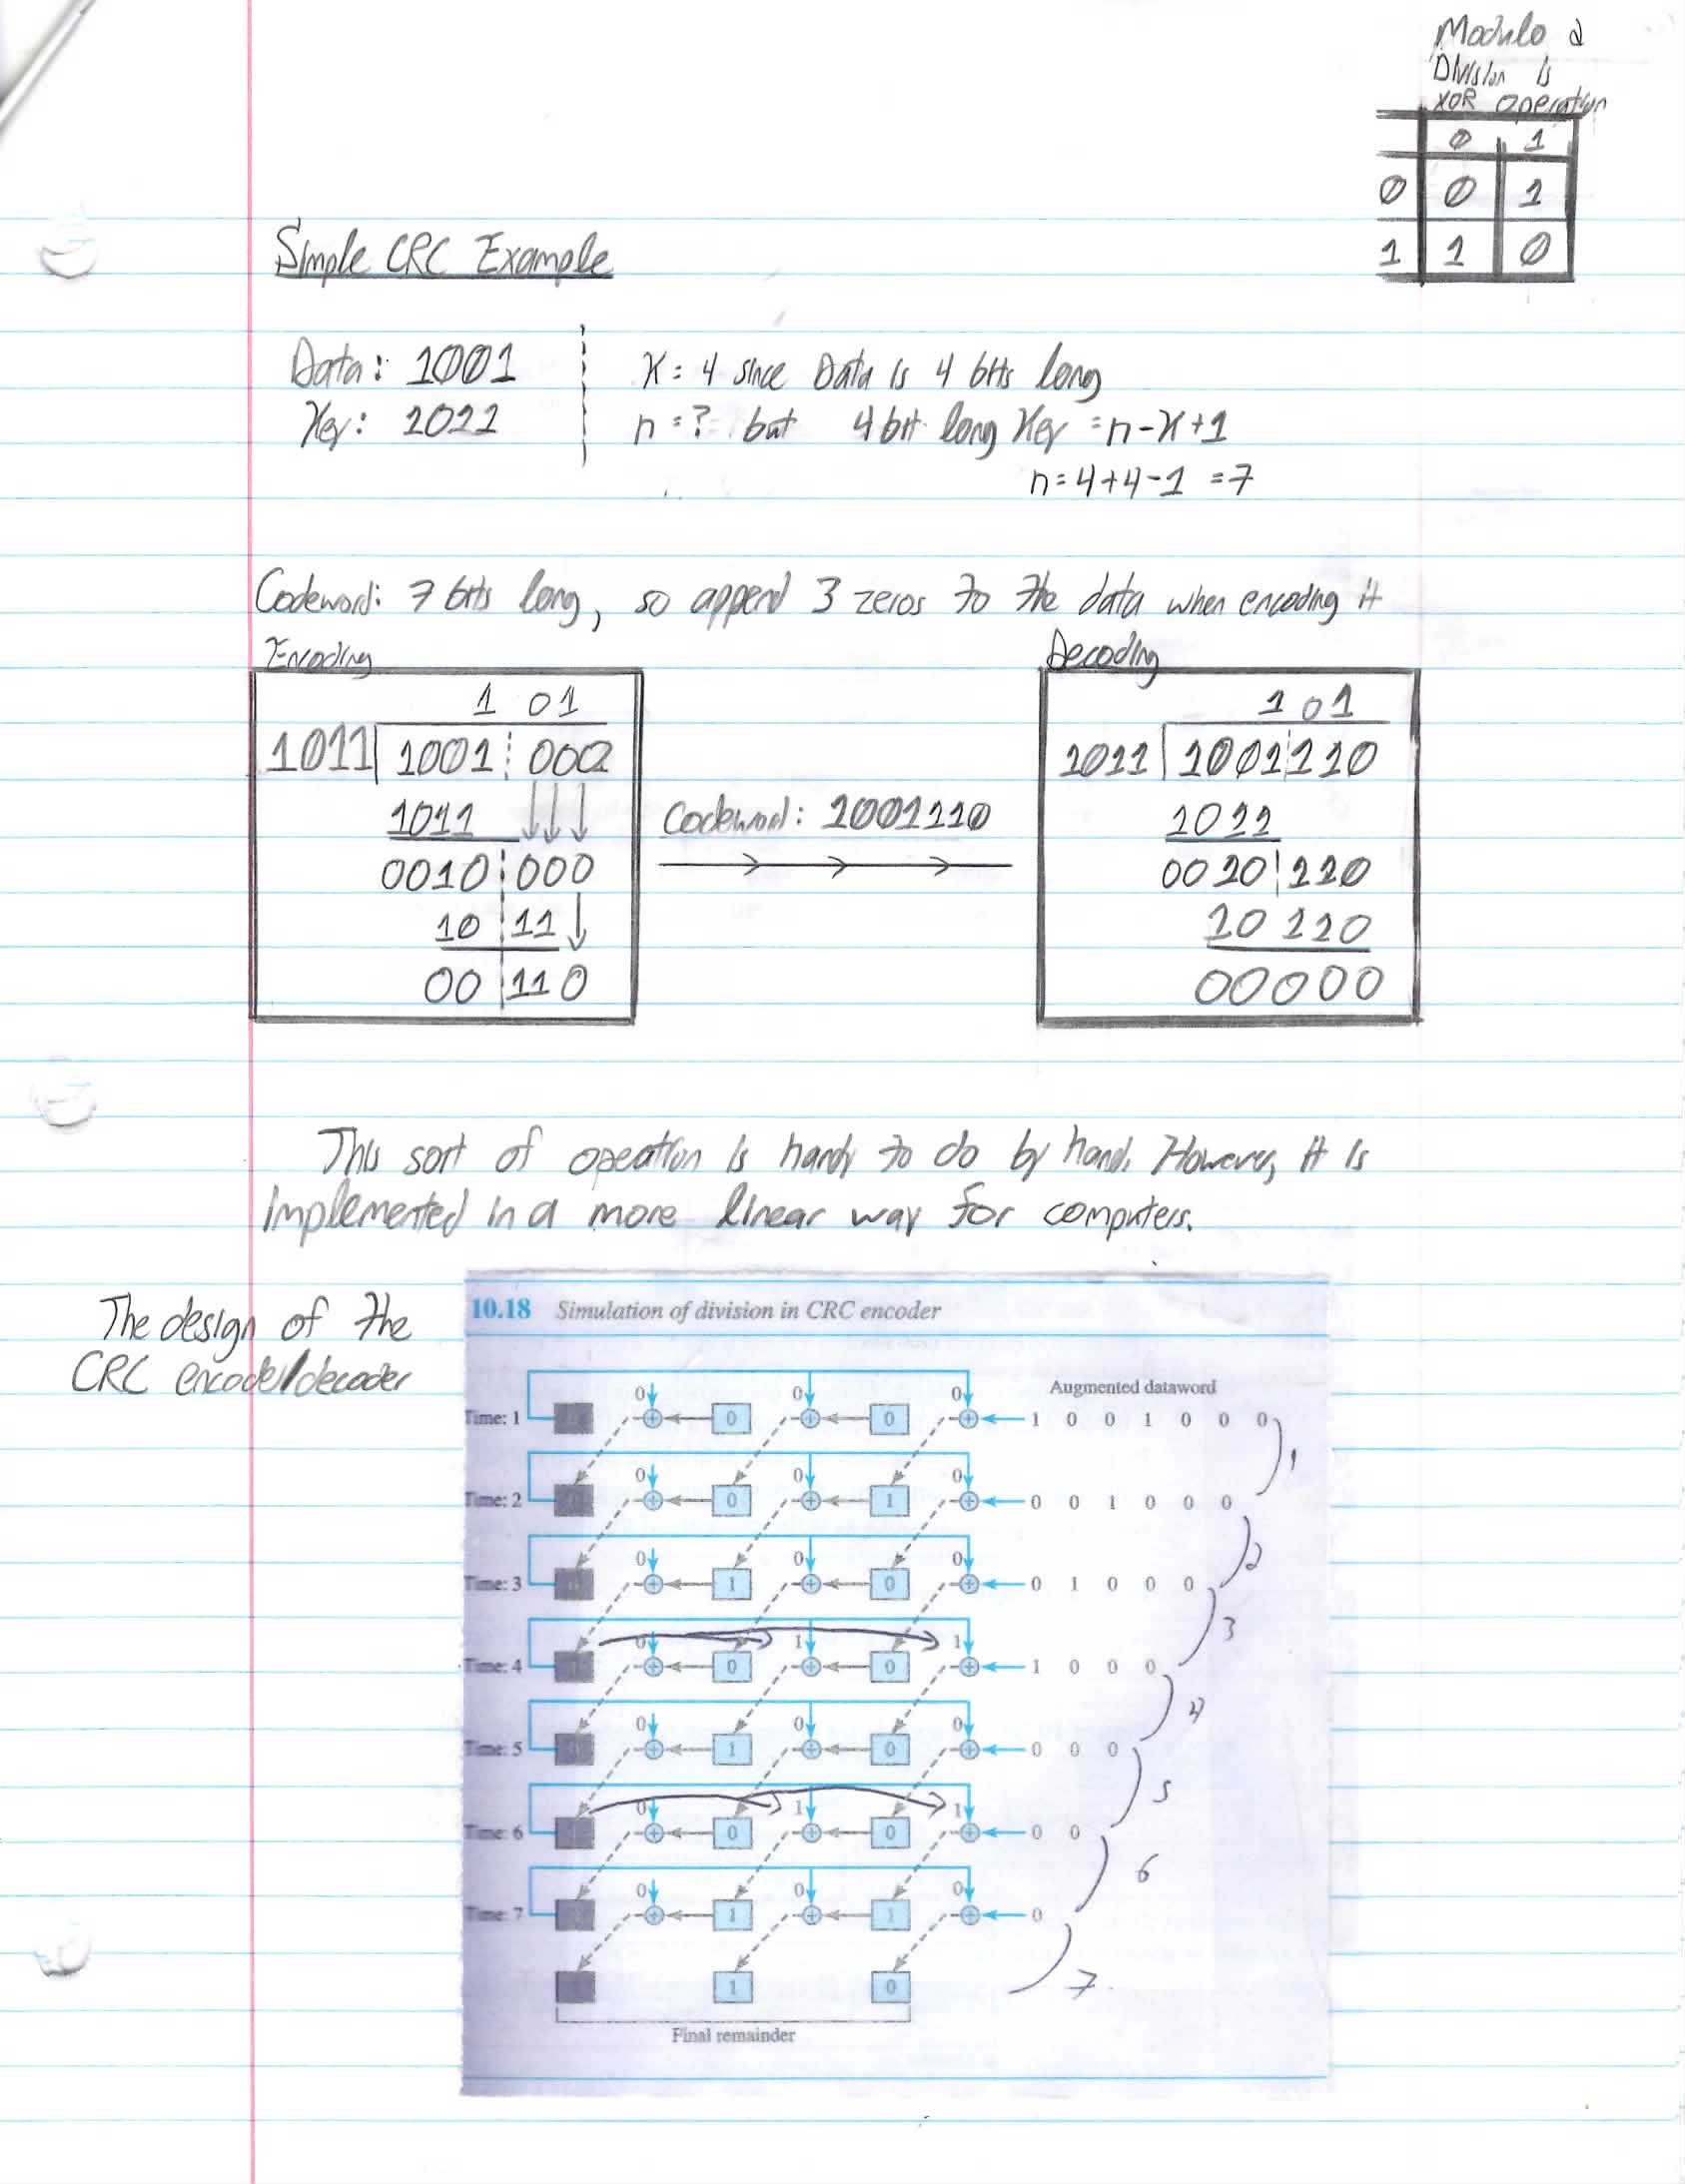 Modulo 2
Division is
XOR operation
0 1
0 0 1
1 1 0
Simple CRC Example
Data: 1001
Key: 1011
K = 4 since Data is 4 bits long
n = ? but 4 bit long Key = n-K+1
n = 4+4-1 = 7
Codeword: 7 bits long, so append 3 zeros to the data when encoding it
Encoding
1 01
1011 1001 000
1011
0010 000
10 11
00 110
Codeword: 1001110
Decoding
1 01
1011 1001110
1011
0010 110
10 110
00000
This sort of opeation is handy to do by hand. However, it is
implemented in a more linear way for computers.
The design of the
CRC encoder/decoder
10.18 Simulation of division in CRC encoder
Augmented dataword
0 0 0
Time: 1 0 0 1 0 0 1 0 0 0
1
0 0 0
Time: 2 0 1 0 0 1 0 0 0
2
0 0 0
Time: 3 1 0 0 1 0 0 0
3
0 1 1
Time: 4 0 0 1 0 0 0
4
0 0 0
Time: 5 1 0 0 0 0
5
0 1 1
Time: 6 0 0 0 0
6
0 0 0
Time: 7 1 1 0
7
1 0
Final remainder